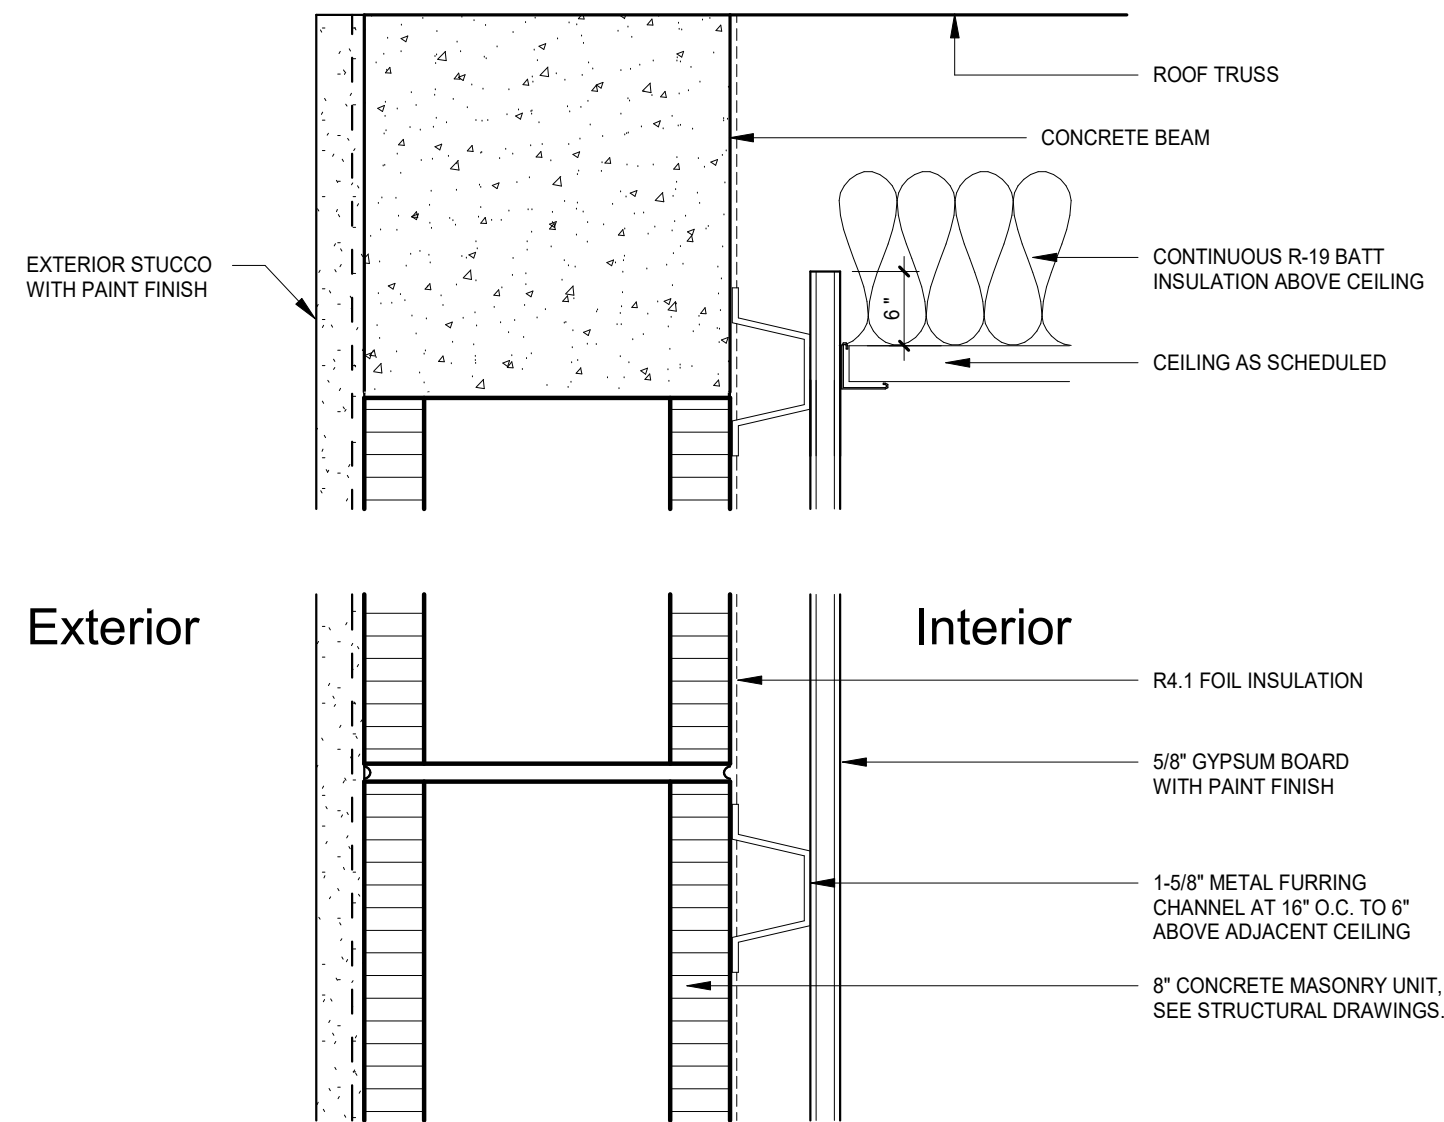 ROOF TRUSS
CONCRETE BEAM
EXTERIOR STUCCO
WITH PAINT FINISH
CONTINUOUS R-19 BATT
INSULATION ABOVE CEILING
6"
CEILING AS SCHEDULED
Exterior
Interior
R4.1 FOIL INSULATION
5/8" GYPSUM BOARD
WITH PAINT FINISH
1-5/8" METAL FURRING
CHANNEL AT 16" O.C. TO 6"
ABOVE ADJACENT CEILING
8" CONCRETE MASONRY UNIT,
SEE STRUCTURAL DRAWINGS.